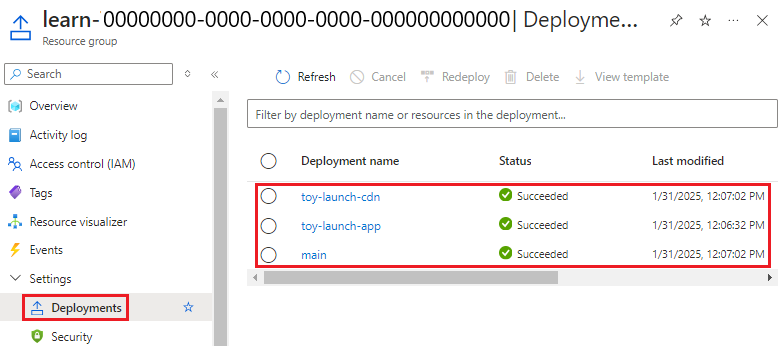 learn-00000000-0000-0000-0000-000000000000| Deployme...
Resource group
Search
Overview
Activity log
Access control (IAM)
Tags
Resource visualizer
Events
Settings
Deployments
Security
Refresh
Cancel
Redeploy
Delete
View template
Filter by deployment name or resources in the deployment...
Deployment name Status Last modified
toy-launch-cdn Succeeded 1/31/2025, 12:07:02 PM
toy-launch-app Succeeded 1/31/2025, 12:06:32 PM
main Succeeded 1/31/2025, 12:07:02 PM